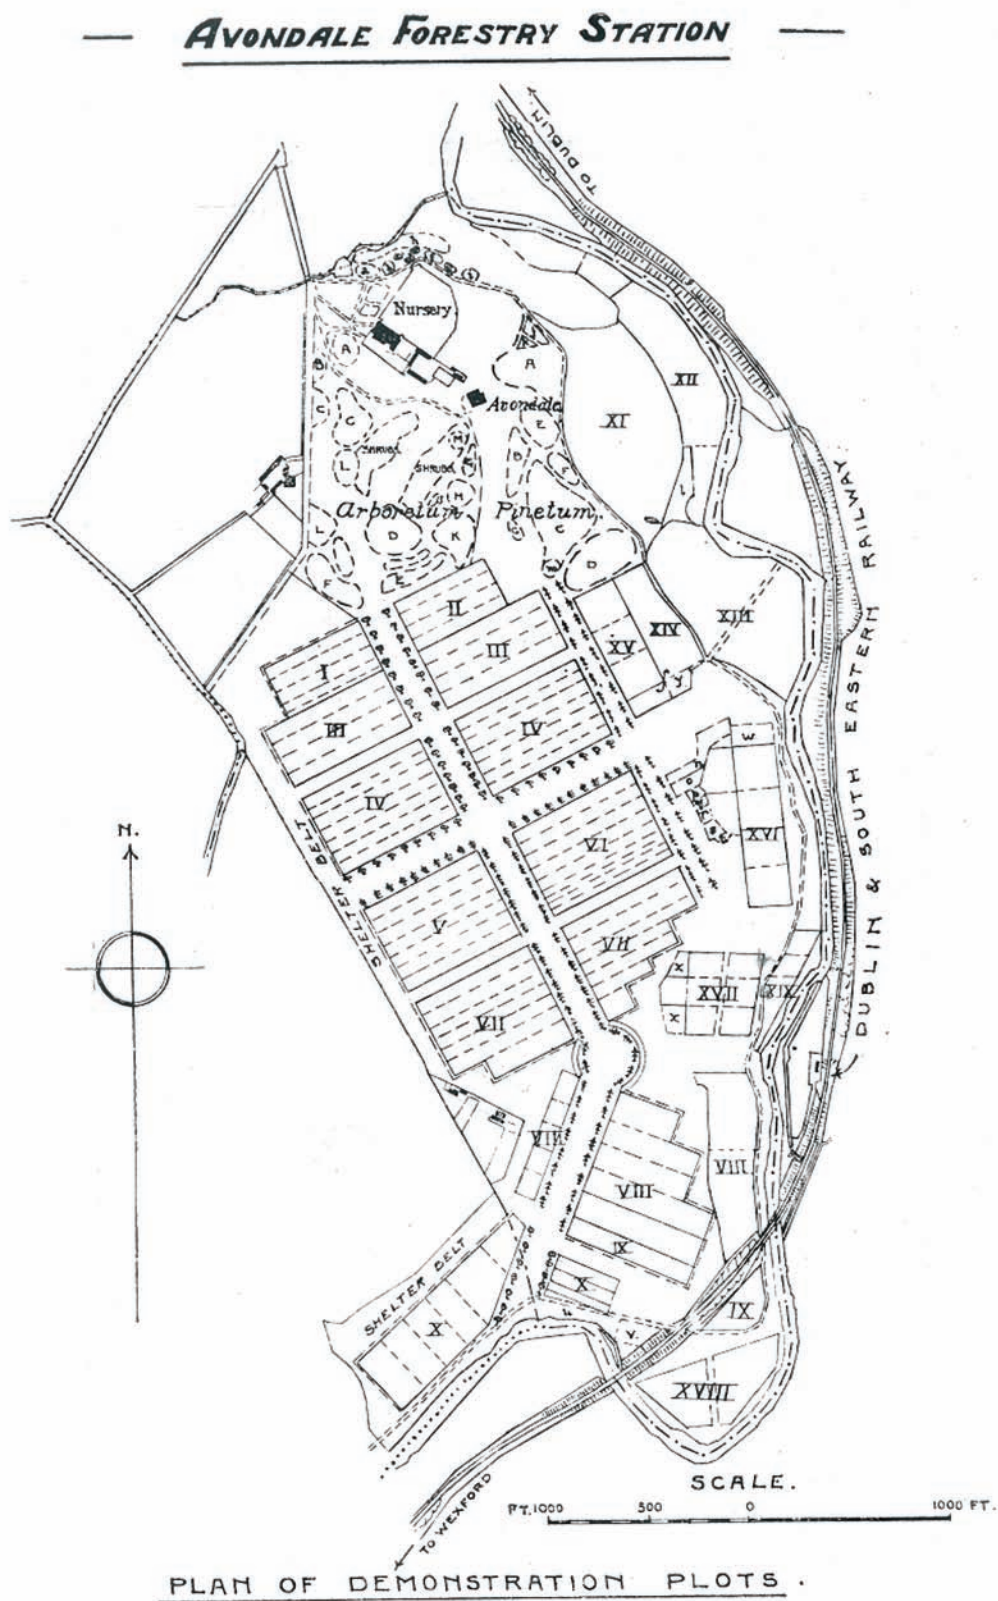 AVONDALE FORESTRY STATION
TO DUBLIN
Nursery
A
A
B
XII
Avondale
XI
C
C
E
SHRUBS
B
L
SHRUBS
H
Arboretum
Pinetum
L
D
K
C
D
F
E
II
XIII
XIV
XV
III
I
III
IV
W
IV
N.
XVI
VI
SHELTER BELT
V
VII
X
XVII
XIX
X
VII
DUBLIN & SOUTH EASTERN RAILWAY
VIII
VIII
VIII
IX
SHELTER BELT
X
IX
X
V.
XVIII
SCALE.
FT. 1000 500 0 1000 FT.
TO WEXFORD
PLAN OF DEMONSTRATION PLOTS.